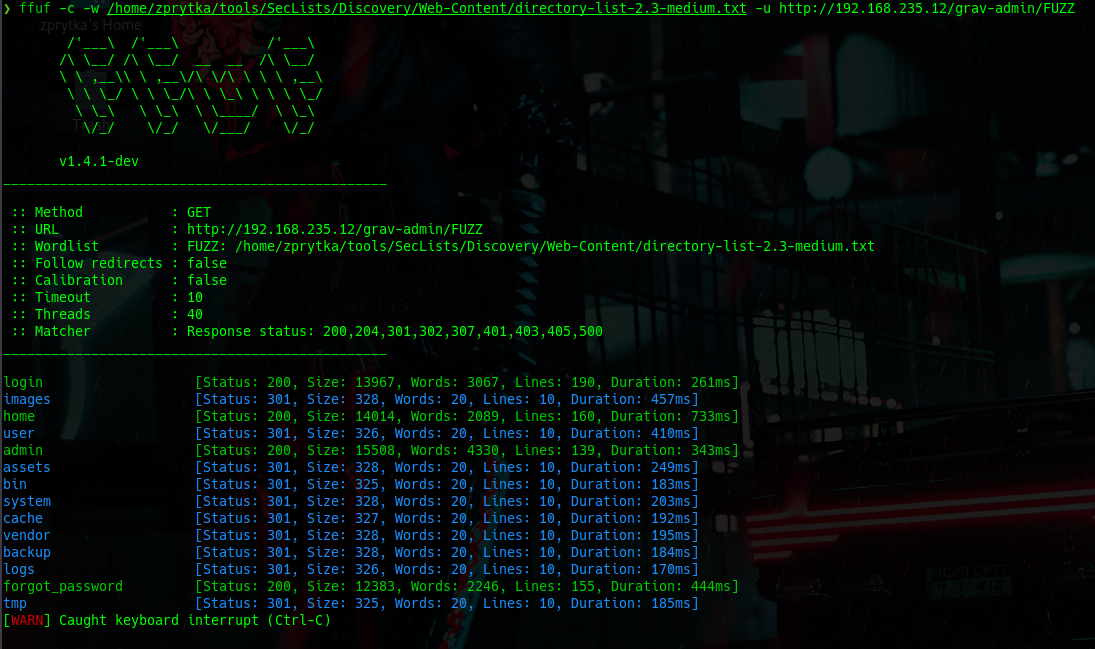 ❯ ffuf -c -w /home/zprytka/tools/SecLists/Discovery/Web-Content/directory-list-2.3-medium.txt -u http://192.168.235.12/grav-admin/FUZZ
zprytka's Home
        /'___\  /'___\           /'___\
       /\ \__/ /\ \__/  __  __  /\ \__/
       \ \ ,__\\ \ ,__\/\ \/\ \ \ \ ,__\
        \ \ \_/ \ \ \_/\ \ \_\ \ \ \ \_/
         \ \_\   \ \_\  \ \____/  \ \_\
          \/_/    \/_/   \/___/    \/_/
       v1.4.1-dev
________________________________________________
 :: Method           : GET
 :: URL              : http://192.168.235.12/grav-admin/FUZZ
 :: Wordlist         : FUZZ: /home/zprytka/tools/SecLists/Discovery/Web-Content/directory-list-2.3-medium.txt
 :: Follow redirects : false
 :: Calibration      : false
 :: Timeout          : 10
 :: Threads          : 40
 :: Matcher          : Response status: 200,204,301,302,307,401,403,405,500
________________________________________________
login                   [Status: 200, Size: 13967, Words: 3067, Lines: 190, Duration: 261ms]
images                  [Status: 301, Size: 328, Words: 20, Lines: 10, Duration: 457ms]
home                    [Status: 200, Size: 14014, Words: 2089, Lines: 160, Duration: 733ms]
user                    [Status: 301, Size: 326, Words: 20, Lines: 10, Duration: 410ms]
admin                   [Status: 200, Size: 15508, Words: 4330, Lines: 139, Duration: 343ms]
assets                  [Status: 301, Size: 328, Words: 20, Lines: 10, Duration: 249ms]
bin                     [Status: 301, Size: 325, Words: 20, Lines: 10, Duration: 183ms]
system                  [Status: 301, Size: 328, Words: 20, Lines: 10, Duration: 203ms]
cache                   [Status: 301, Size: 327, Words: 20, Lines: 10, Duration: 192ms]
vendor                  [Status: 301, Size: 328, Words: 20, Lines: 10, Duration: 195ms]
backup                  [Status: 301, Size: 328, Words: 20, Lines: 10, Duration: 184ms]
logs                    [Status: 301, Size: 326, Words: 20, Lines: 10, Duration: 170ms]
forgot_password         [Status: 200, Size: 12383, Words: 2246, Lines: 155, Duration: 444ms]
tmp                     [Status: 301, Size: 325, Words: 20, Lines: 10, Duration: 185ms]
[WARN] Caught keyboard interrupt (Ctrl-C)